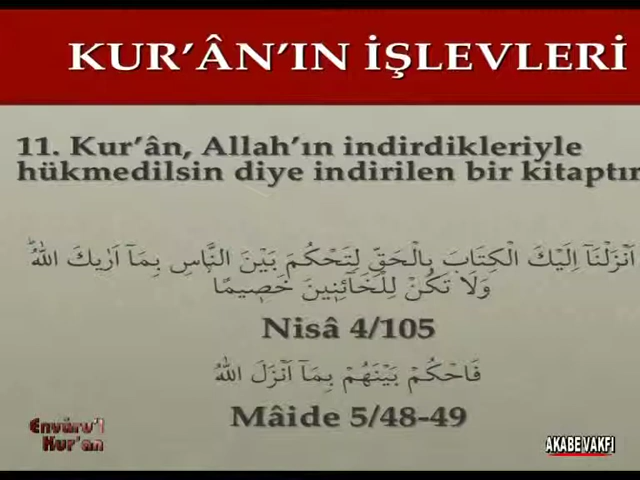 KUR’ÂN’IN İŞLEVLERİ
11. Kur’ân, Allah’ın indirdikleriyle
hükmedilsin diye indirilen bir kitaptır
اَنْزَلْنَٓا اِلَيْكَ الْكِتَابَ بِالْحَقِّ لِتَحْكُمَ بَيْنَ النَّاسِ بِمَٓا اَرٰيكَ اللّٰهُۜ
وَلَا تَكُنْ لِلْخَٓائِن۪ينَ خَص۪يمًا
Nisâ 4/105
فَاحْكُمْ بَيْنَهُمْ بِمَٓا اَنْزَلَ اللّٰهُ
Mâide 5/48-49
Envâru'l
Kur'an
AKABE VAKFI